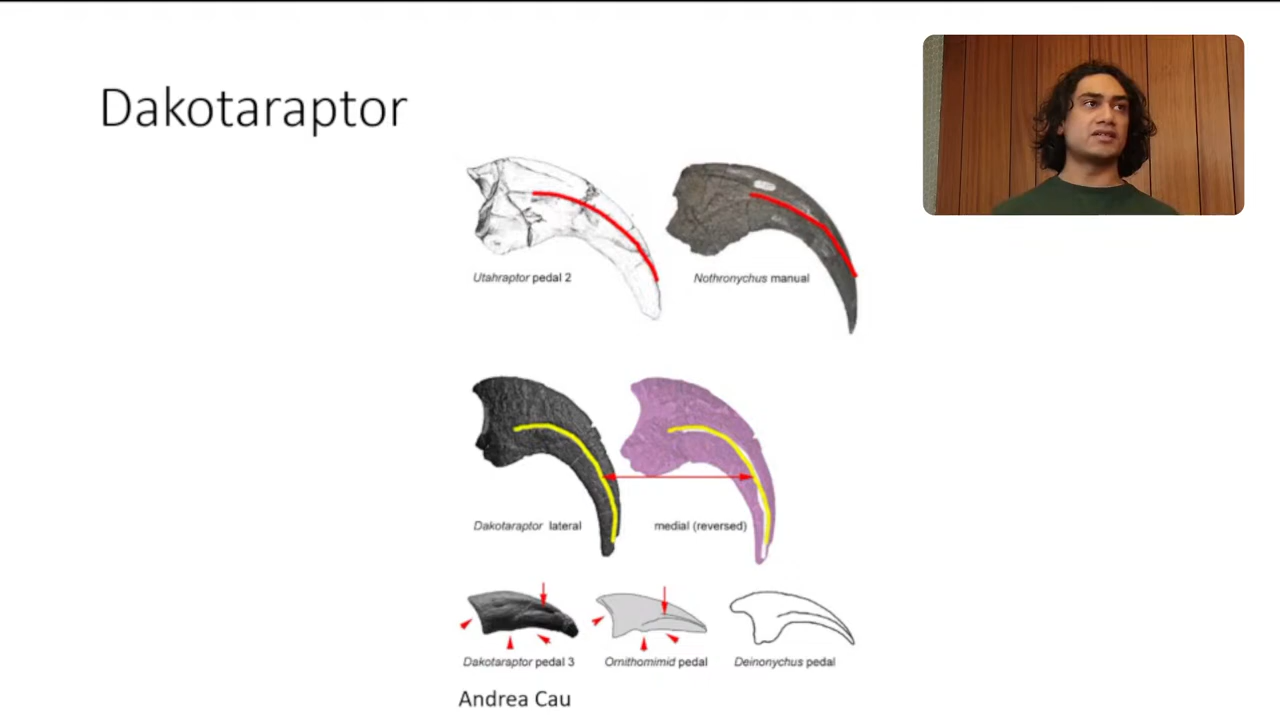 Dakotaraptor
Utahraptor pedal 2
Nothronychus manual
Dakotaraptor lateral
medial (reversed)
Dakotaraptor pedal 3
Ornithomimid pedal
Deinonychus pedal
Andrea Cau